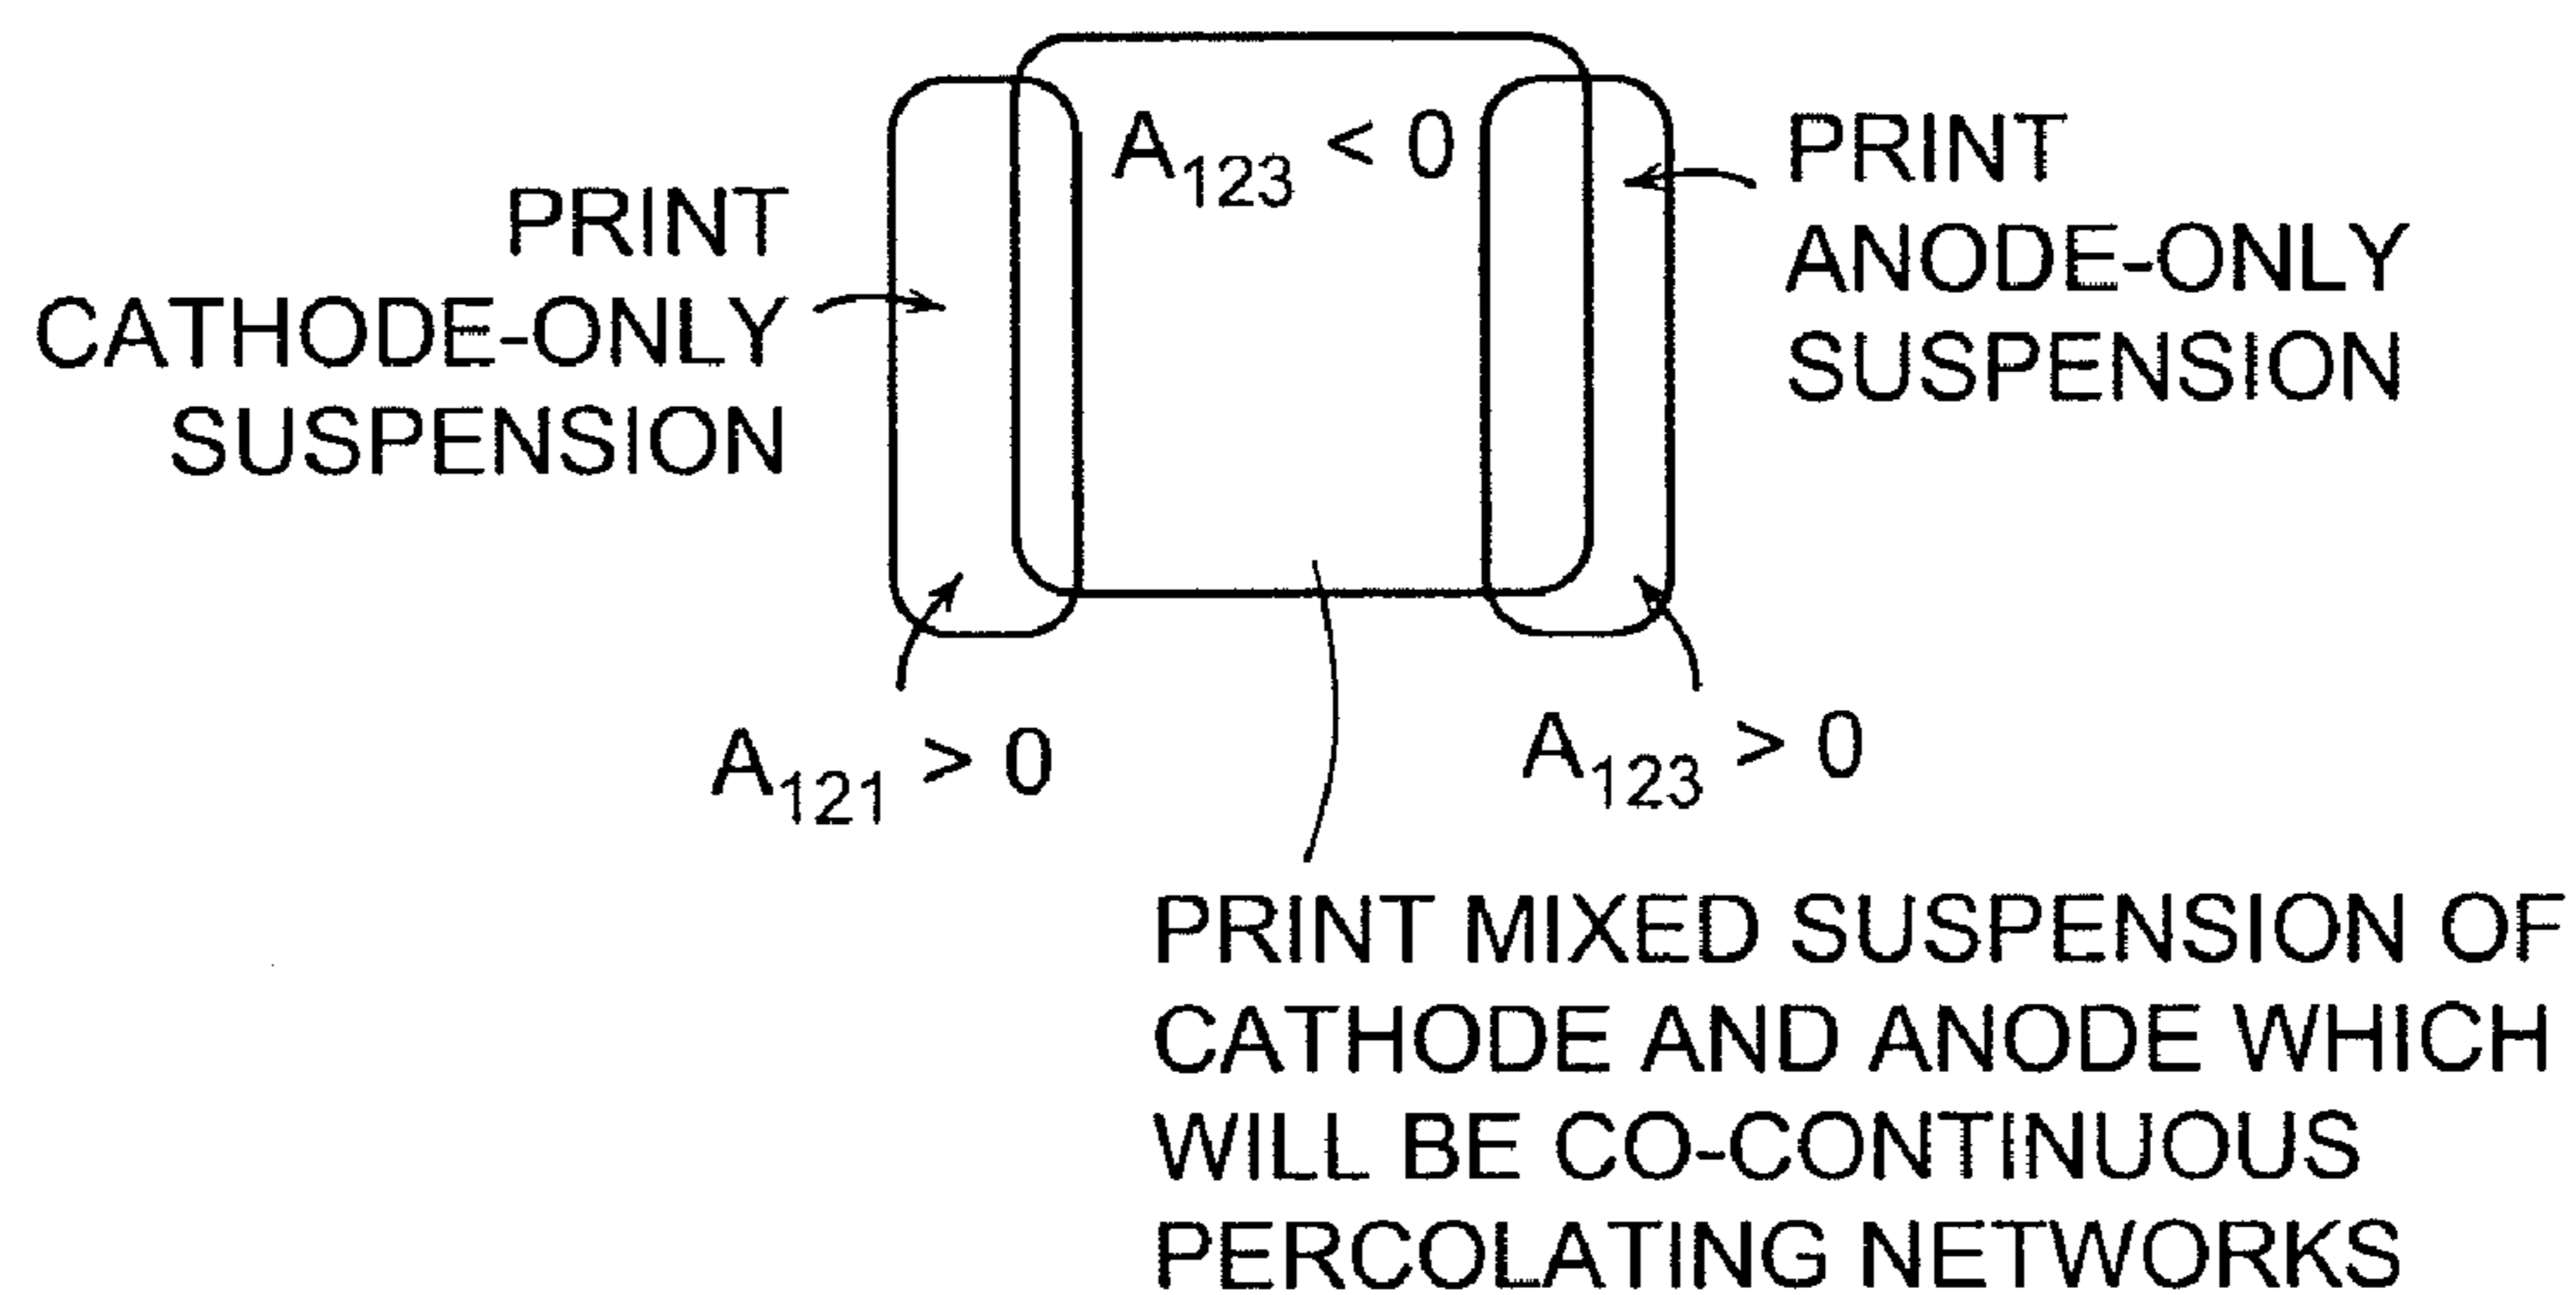 PRINT
CATHODE-ONLY
SUSPENSION
A₁₂₃ < 0
PRINT
ANODE-ONLY
SUSPENSION
A₁₂₁ > 0
A₁₂₃ > 0
PRINT MIXED SUSPENSION OF
CATHODE AND ANODE WHICH
WILL BE CO-CONTINUOUS
PERCOLATING NETWORKS